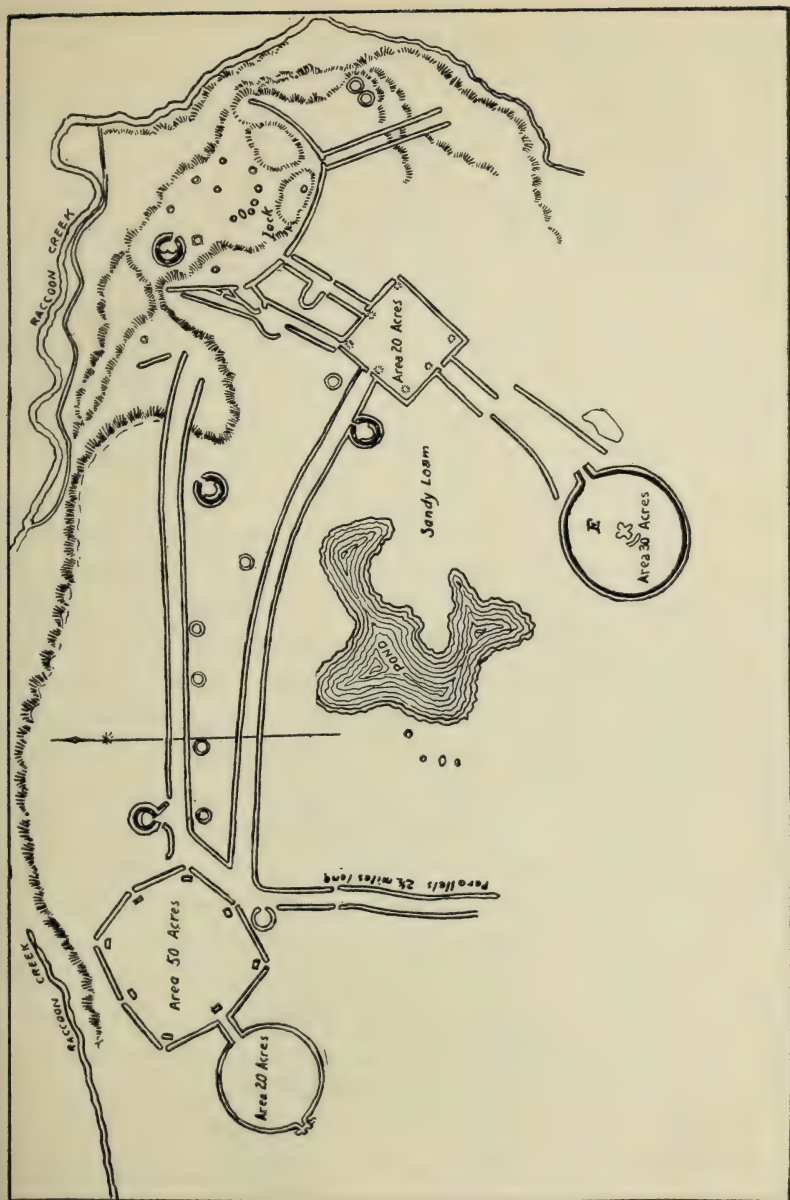 RACCOON CREEK
Lock
Area 20 Acres
Sandy Loam
E
Area 30 Acres
POND
Parallels 2½ miles long
RACCOON CREEK
Area 50 Acres
Area 20 Acres